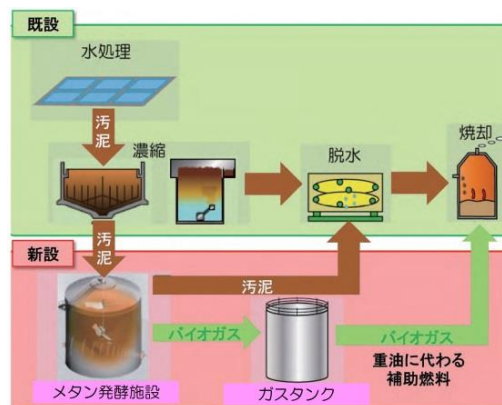 既設
水処理
汚泥
濃縮
脱水
焼却
汚泥
新設
汚泥
バイオガス
バイオガス
重油に代わる
補助燃料
メタン発酵施設
ガスタンク